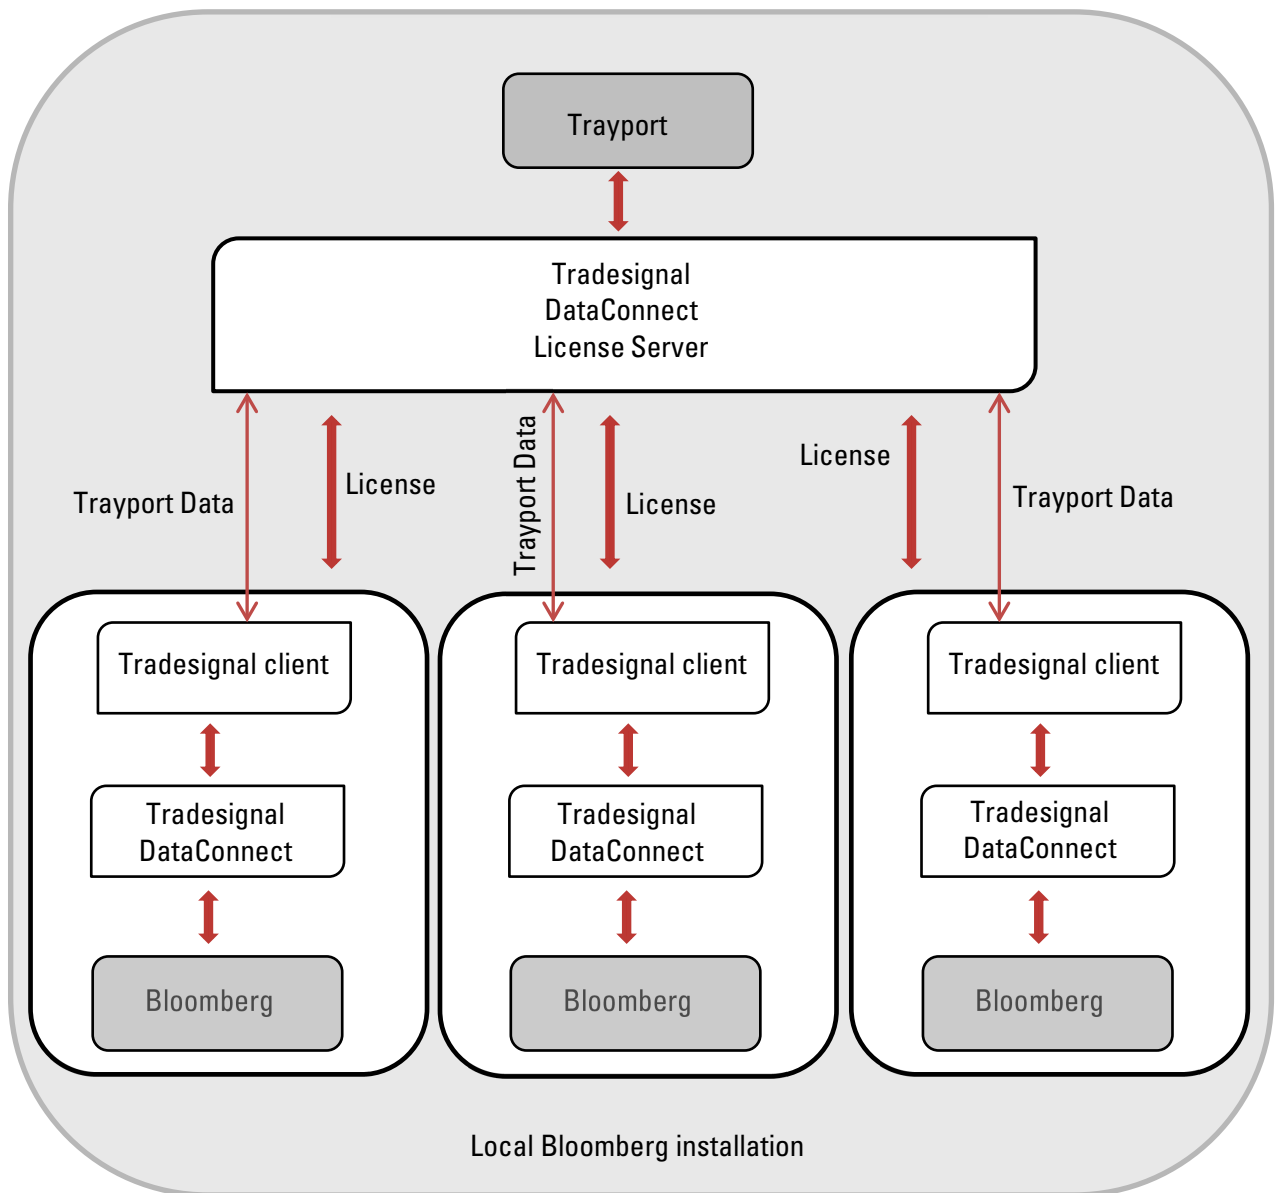 Trayport
Tradesignal
DataConnect
License Server
Trayport Data
License
Trayport Data
License
License
Trayport Data
Tradesignal client
Tradesignal client
Tradesignal client
Tradesignal
DataConnect
Tradesignal
DataConnect
Tradesignal
DataConnect
Bloomberg
Bloomberg
Bloomberg
Local Bloomberg installation